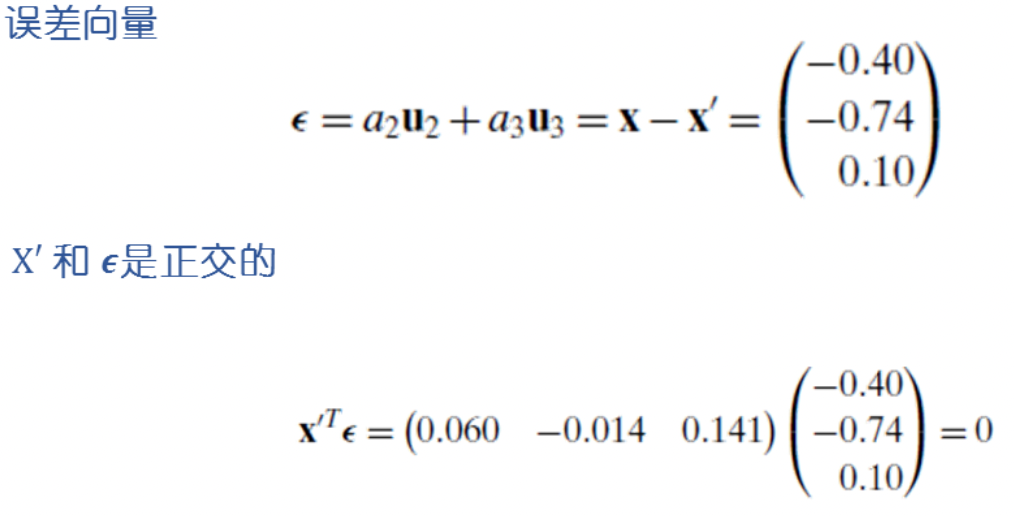 误差向量
ϵ = a₂u₂ + a₃u₃ = x − x′ = (−0.40
−0.74
0.10)
X′ 和 ϵ是正交的
x′ᵀϵ = (0.060 −0.014 0.141) (−0.40
−0.74
0.10) = 0